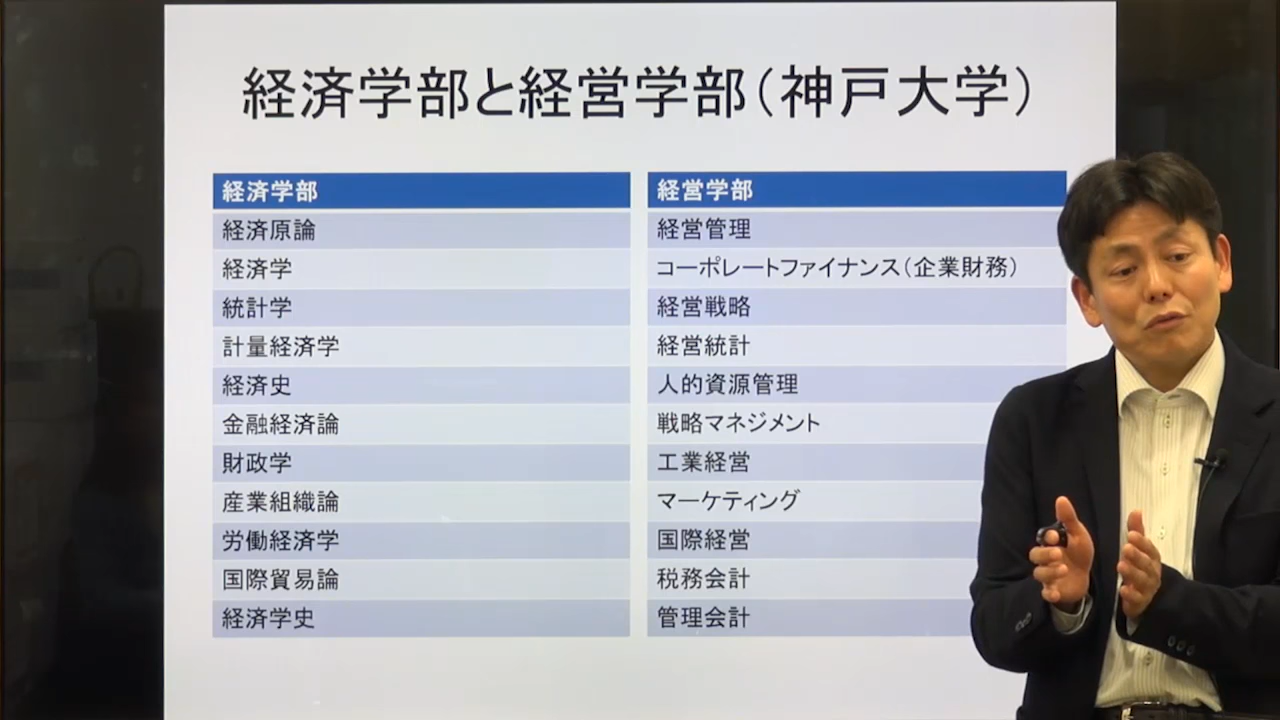 経済学部と経営学部（神戸大学）
経済学部
経済原論
経済学
統計学
計量経済学
経済史
金融経済論
財政学
産業組織論
労働経済学
国際貿易論
経済学史
経営学部
経営管理
コーポレートファイナンス（企業財務）
経営戦略
経営統計
人的資源管理
戦略マネジメント
工業経営
マーケティング
国際経営
税務会計
管理会計